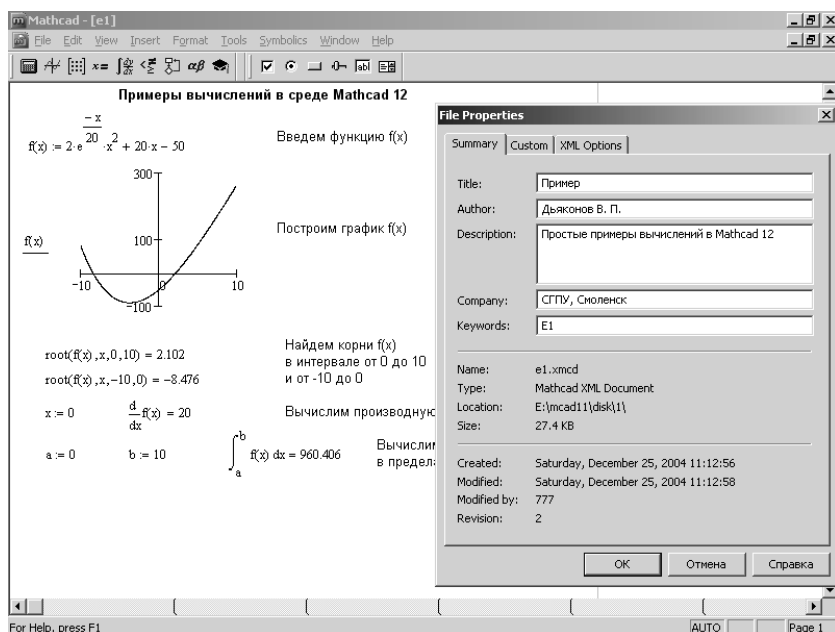 Mathcad - [e1]
File Edit View Insert Format Tools Symbolics Window Help
Примеры вычислений в среде Mathcad 12
f(x) := 2·e^(-x/20)·x^2 + 20·x − 50
Введем функцию f(x)
300
100
f(x)
−10 0 10
−100
Построим график f(x)
root(f(x),x,0,10) = 2.102
root(f(x),x,−10,0) = −8.476
Найдем корни f(x)
в интервале от 0 до 10
и от -10 до 0
x := 0 d/dx f(x) = 20 Вычислим производную
a := 0 b := 10 ∫_a^b f(x) dx = 960.406
Вычислим
в предела
File Properties
Summary Custom XML Options
Title: Пример
Author: Дьяконов В. П.
Description: Простые примеры вычислений в Mathcad 12
Company: СГПУ, Смоленск
Keywords: E1
Name: e1.xmcd
Type: Mathcad XML Document
Location: E:\mcad11\disk\1\
Size: 27.4 KB
Created: Saturday, December 25, 2004 11:12:56
Modified: Saturday, December 25, 2004 11:12:58
Modified by: 777
Revision: 2
OK Отмена Справка
For Help, press F1 AUTO Page 1